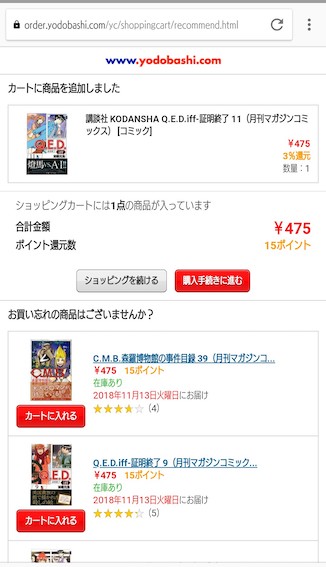 order.yodobashi.com/yc/shoppingcart/recommend.html
www.yodobashi.com
カートに商品を追加しました
講談社 KODANSHA Q.E.D.iff-証明終了 11（月刊マガジンコ
ミックス） [コミック]
￥475
3％還元
数量：1
Q.E.D.
燈馬vs.A I!!
ショッピングカートには1点の商品が入っています
合計金額
￥475
ポイント還元数
15ポイント
ショッピングを続ける
購入手続きに進む
お買い忘れの商品はございませんか？
C.M.B.
C.M.B.森羅博物館の事件目録 39（月刊マガジンコ...
￥475 15ポイント
在庫あり
2018年11月13日火曜日にお届け
(4)
カートに入れる
Q.E.D.
Q.E.D.iff-証明終了 9（月刊マガジンコミック...
￥475 15ポイント
在庫あり
2018年11月13日火曜日にお届け
(5)
カートに入れる